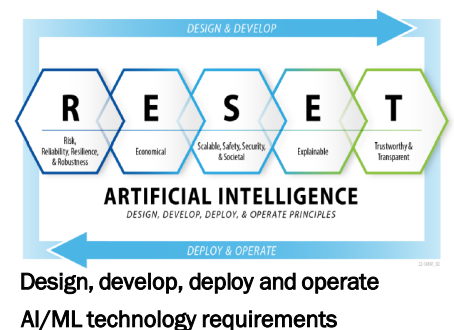 DESIGN & DEVELOP
R E S E T
Risk,
Reliability, Resilience,
& Robustness
Economical
Scalable, Safety, Security,
& Societal
Explainable
Trustworthy &
Transparent
ARTIFICIAL INTELLIGENCE
DESIGN, DEVELOP, DEPLOY, & OPERATE PRINCIPLES
DEPLOY & OPERATE
Design, develop, deploy and operate
AI/ML technology requirements